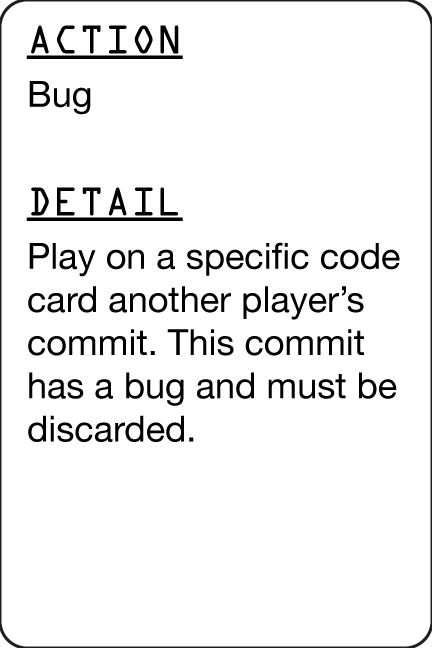 ACTION
Bug
DETAIL
Play on a specific code
card another player’s
commit. This commit
has a bug and must be
discarded.